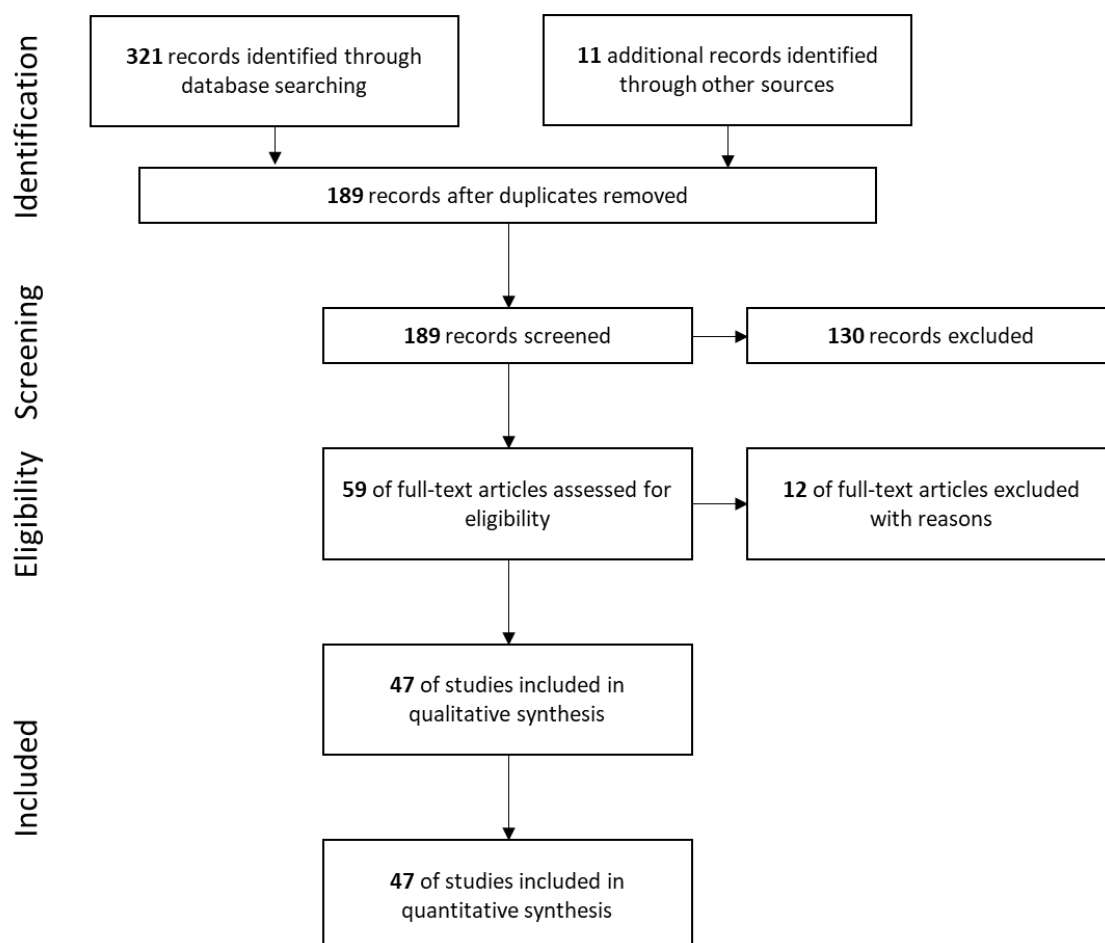 Identification
321 records identified through
database searching
11 additional records identified
through other sources
189 records after duplicates removed
Screening
189 records screened
130 records excluded
Eligibility
59 of full-text articles assessed for
eligibility
12 of full-text articles excluded
with reasons
Included
47 of studies included in
qualitative synthesis
47 of studies included in
quantitative synthesis